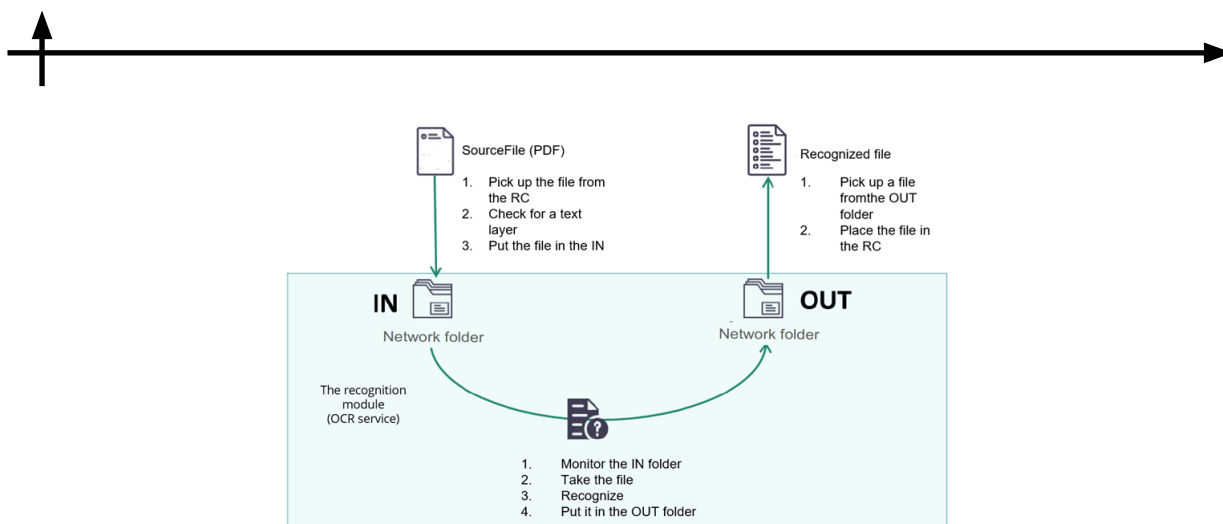 SourceFile (PDF)
1. Pick up the file from
the RC
2. Check for a text
layer
3. Put the file in the IN
Recognized file
1. Pick up a file
fromthe OUT
folder
2. Place the file in
the RC
IN
Network folder
OUT
Network folder
The recognition
module
(OCR service)
?
1. Monitor the IN folder
2. Take the file
3. Recognize
4. Put it in the OUT folder